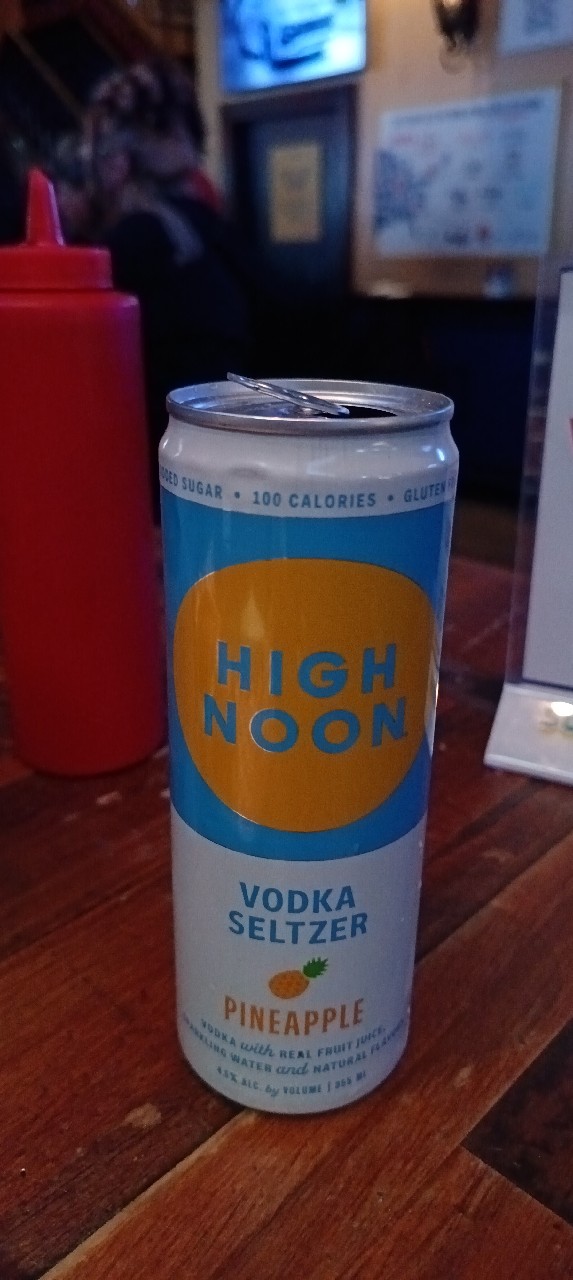 SUGAR • 100 CALORIES • GLUTEN
HIGH
NOON
VODKA
SELTZER
PINEAPPLE
VODKA with REAL FRUIT JUICE,
SPARKLING WATER and NATURAL FLAVORS
4.5% ALC. by VOLUME | 355 ML